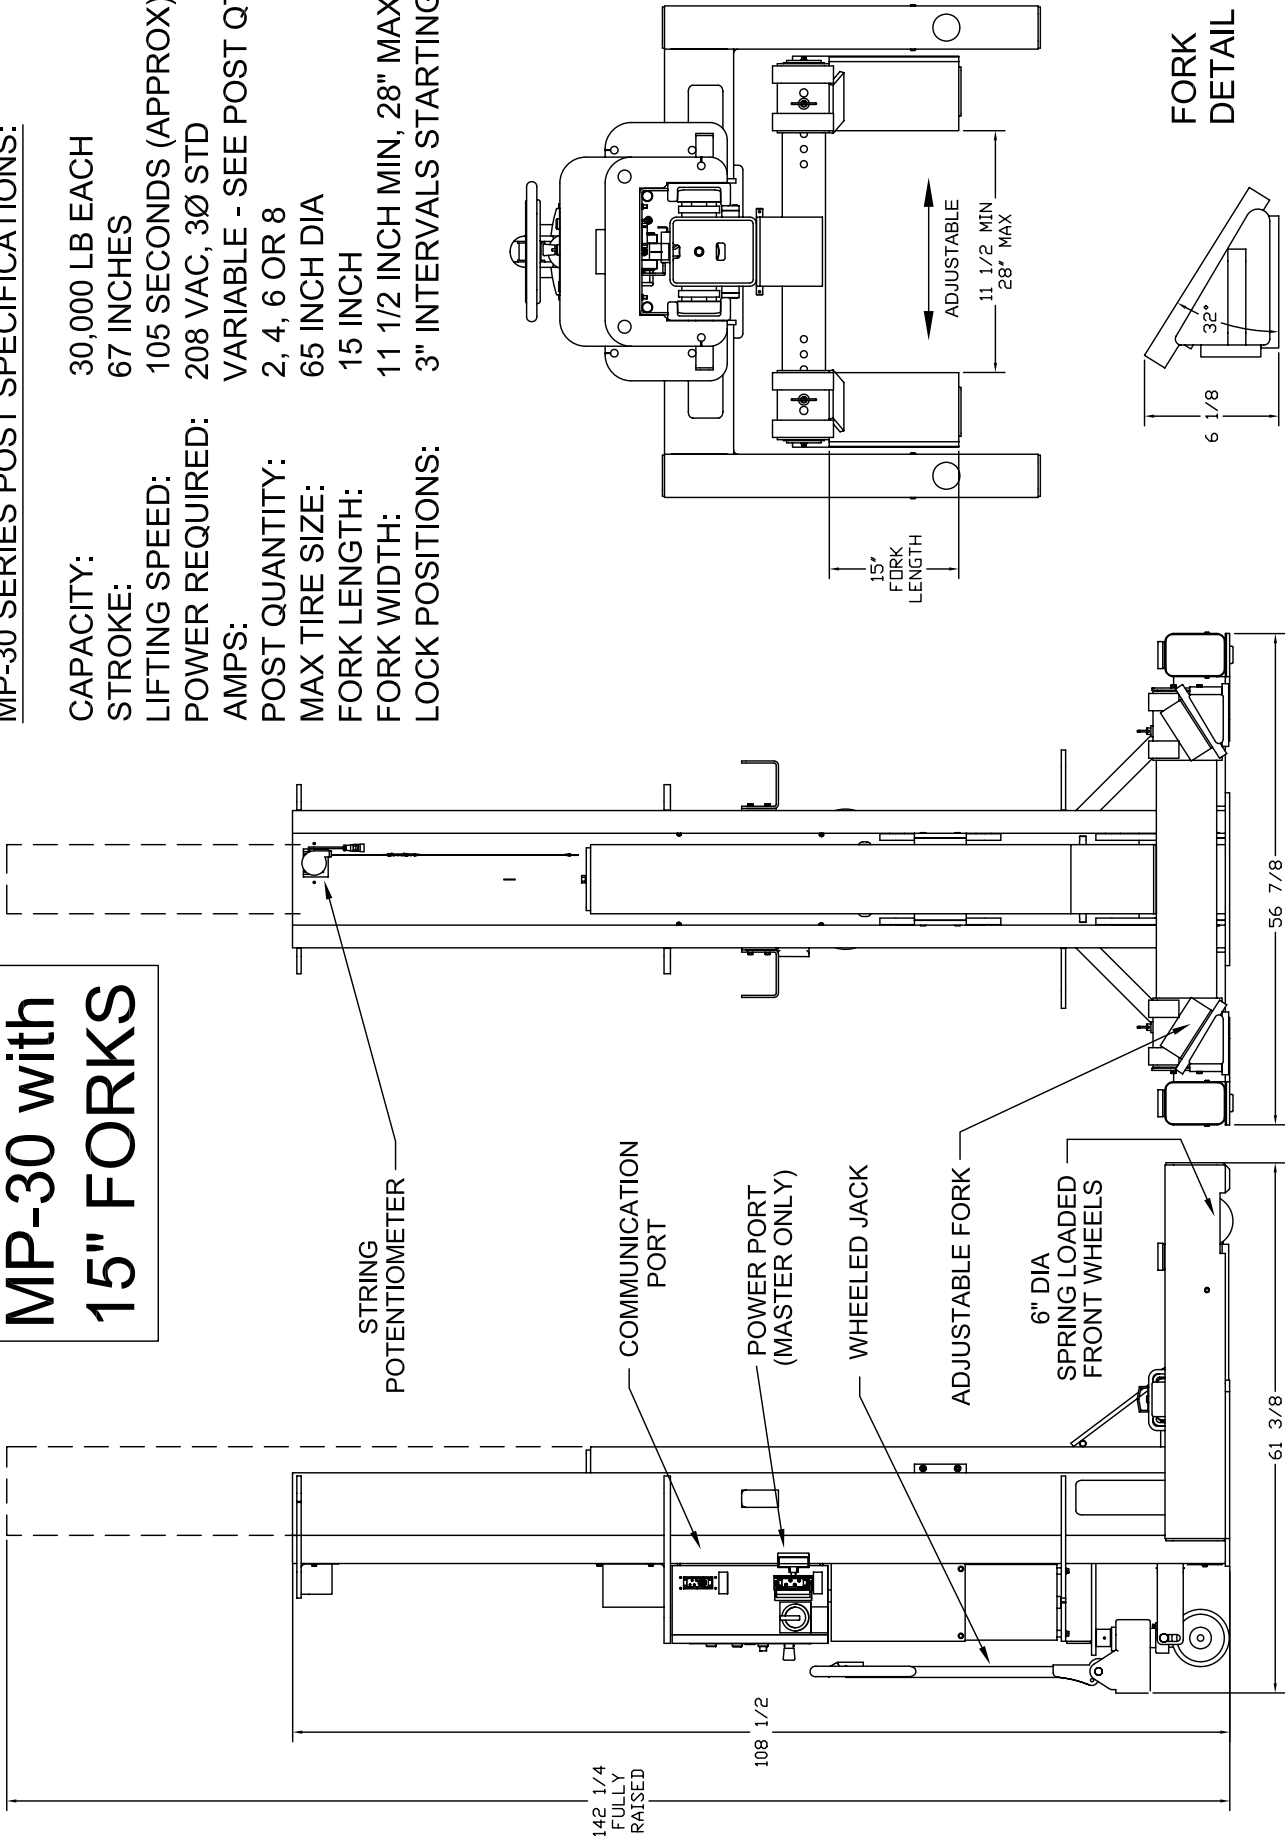 MP-30 with
15" FORKS
MP-30 SERIES POST SPECIFICATIONS:
CAPACITY: 30,000 LB EACH
STROKE: 67 INCHES
LIFTING SPEED: 105 SECONDS (APPROX)
POWER REQUIRED: 208 VAC, 3Ø STD
AMPS: VARIABLE - SEE POST QT
POST QUANTITY: 2, 4, 6 OR 8
MAX TIRE SIZE: 65 INCH DIA
FORK LENGTH: 15 INCH
FORK WIDTH: 11 1/2 INCH MIN, 28" MAX
LOCK POSITIONS: 3" INTERVALS STARTING
142 1/4
FULLY
RAISED
108 1/2
STRING
POTENTIOMETER
COMMUNICATION
PORT
POWER PORT
(MASTER ONLY)
WHEELED JACK
ADJUSTABLE FORK
6" DIA
SPRING LOADED
FRONT WHEELS
61 3/8
56 7/8
15"
FORK
LENGTH
ADJUSTABLE
11 1/2 MIN
28" MAX
FORK
DETAIL
32°
6 1/8